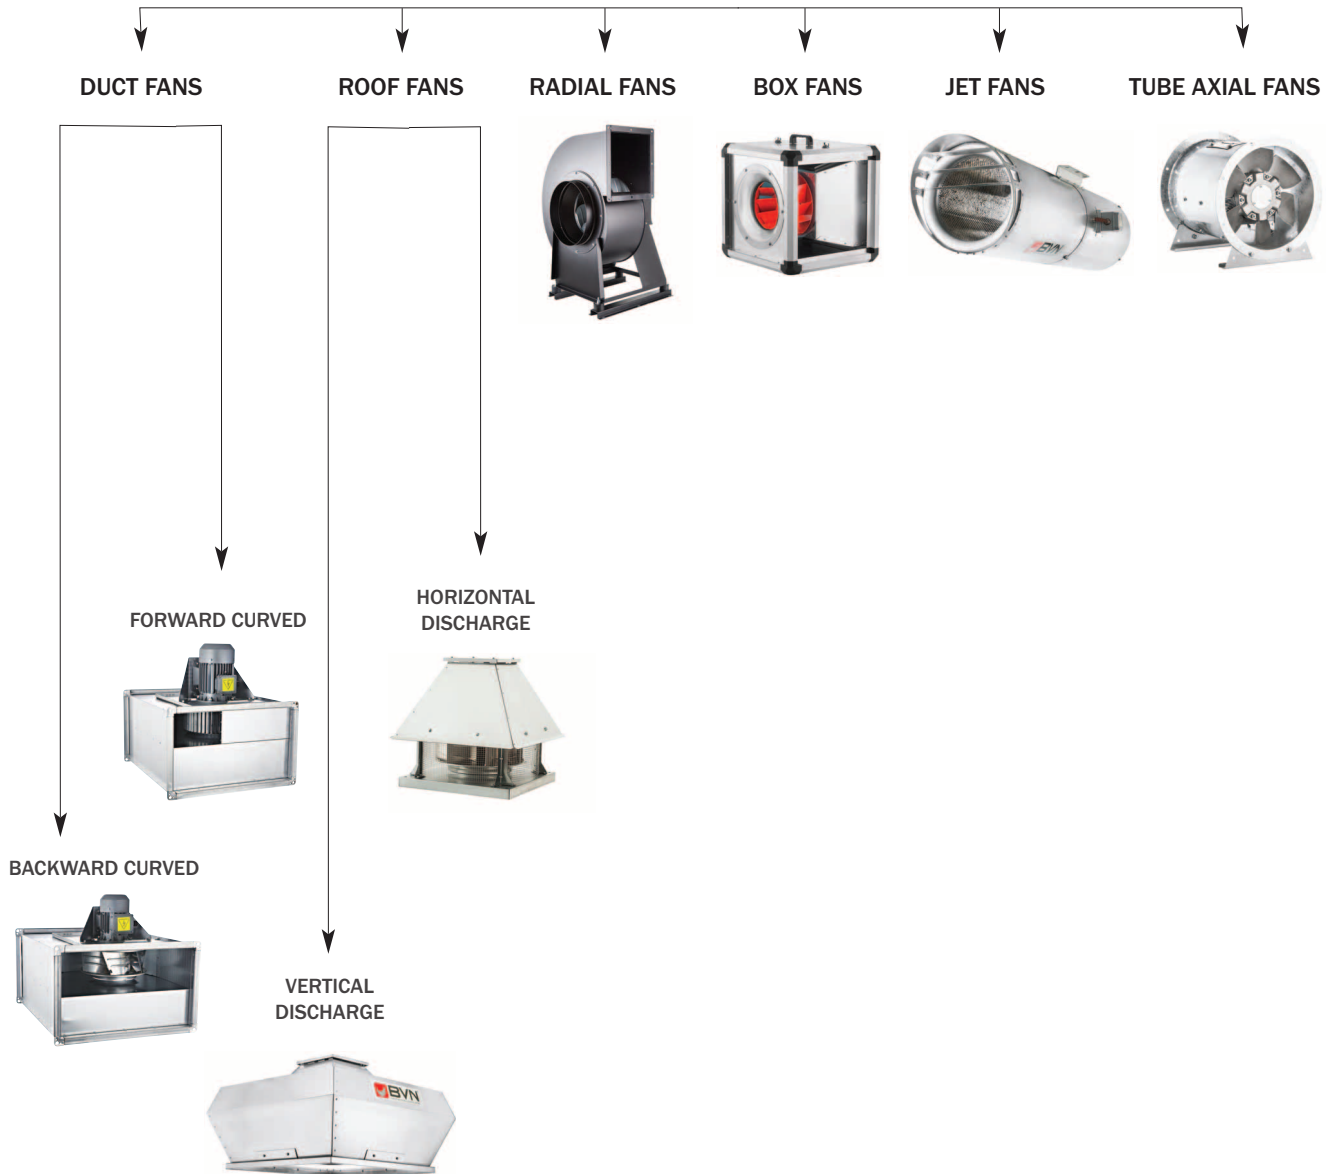 DUCT FANS
ROOF FANS
RADIAL FANS
BOX FANS
JET FANS
TUBE AXIAL FANS
BVN
FORWARD CURVED
HORIZONTAL
DISCHARGE
BACKWARD CURVED
VERTICAL
DISCHARGE
BVN